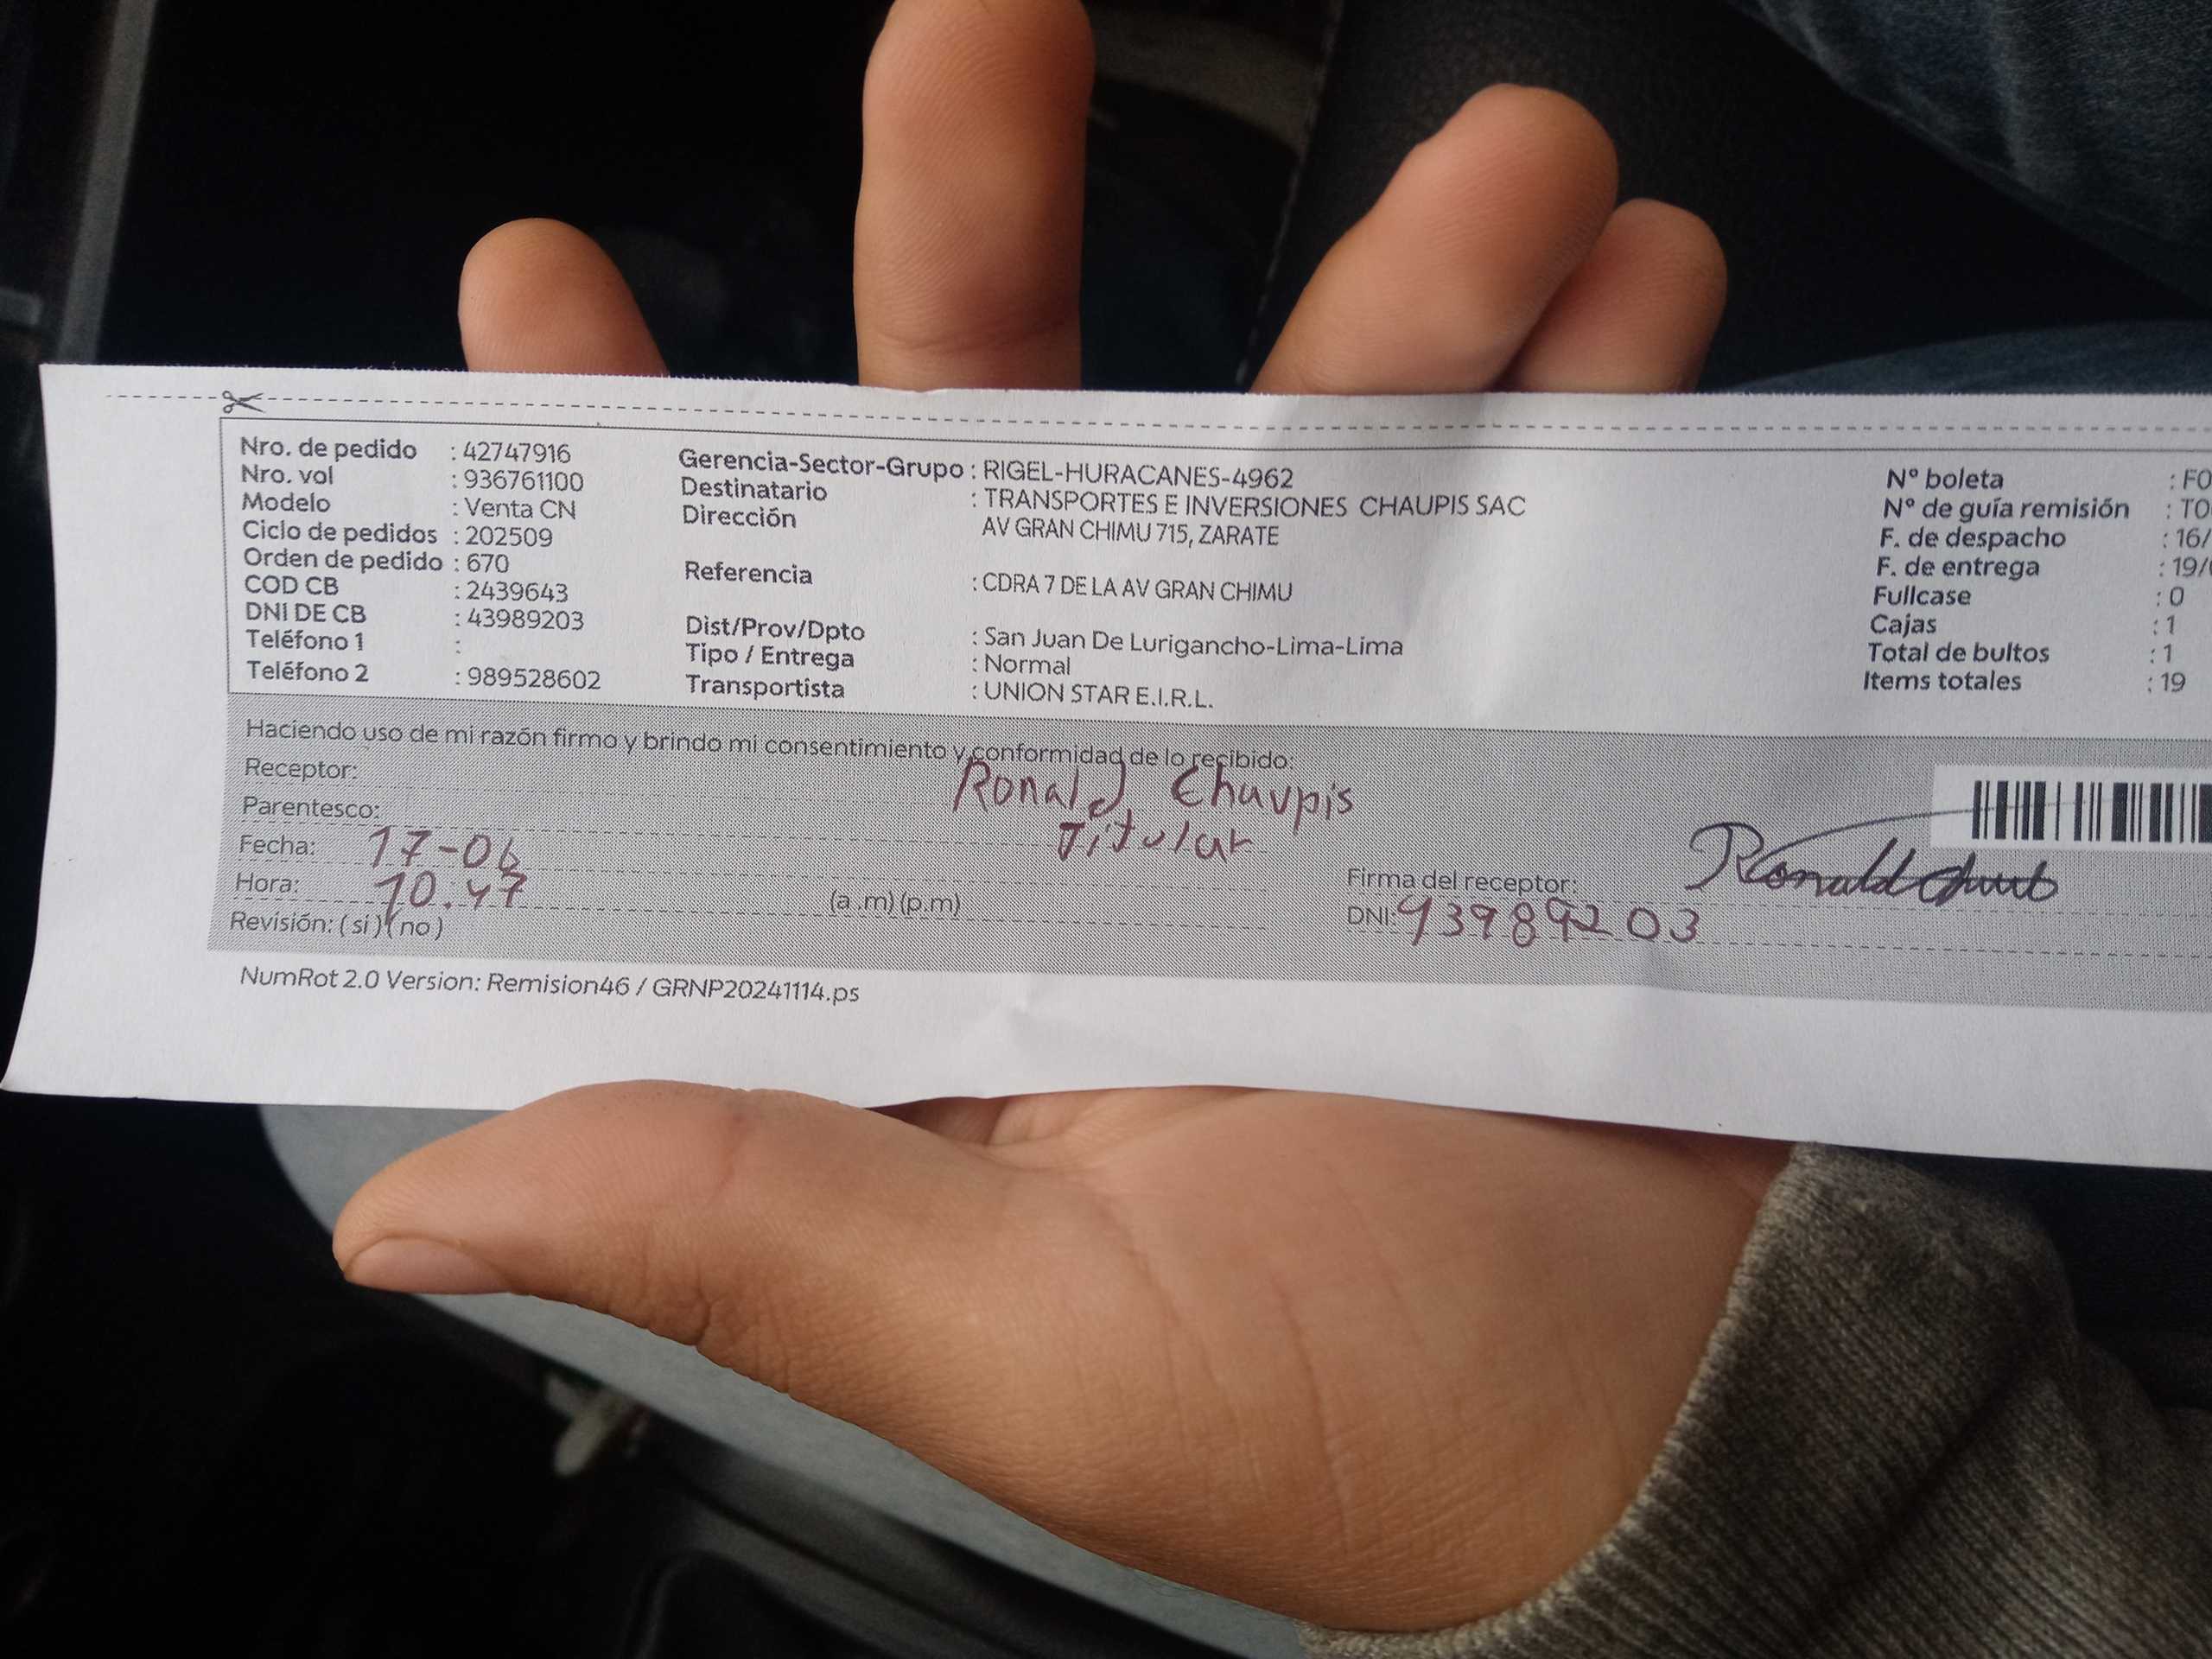 Nro. de pedido : 42747916
Nro. vol : 936761100
Modelo : Venta CN
Ciclo de pedidos : 202509
Orden de pedido : 670
COD CB : 2439643
DNI DE CB : 43989203
Teléfono 1 :
Teléfono 2 : 989528602
Gerencia-Sector-Grupo : RIGEL-HURACANES-4962
Destinatario : TRANSPORTES E INVERSIONES CHAUPIS SAC
Dirección AV GRAN CHIMU 715, ZARATE
Referencia : CDRA 7 DE LA AV GRAN CHIMU
Dist/Prov/Dpto : San Juan De Lurigancho-Lima-Lima
Tipo / Entrega : Normal
Transportista : UNION STAR E.I.R.L.
N° boleta : F0
N° de guía remisión : T0
F. de despacho : 16/
F. de entrega : 19/
Fullcase : 0
Cajas : 1
Total de bultos : 1
Items totales : 19
Haciendo uso de mi razón firmo y brindo mi consentimiento y conformidad de lo recibido:
Receptor: Ronald Chaupis
Parentesco: Titular
Fecha: 17-06
Hora: 10:47 (a .m) (p.m)
Revisión: ( si ) ( no )
Firma del receptor: Ronald
DNI: 43989203
NumRot 2.0 Version: Remision46 / GRNP20241114.ps